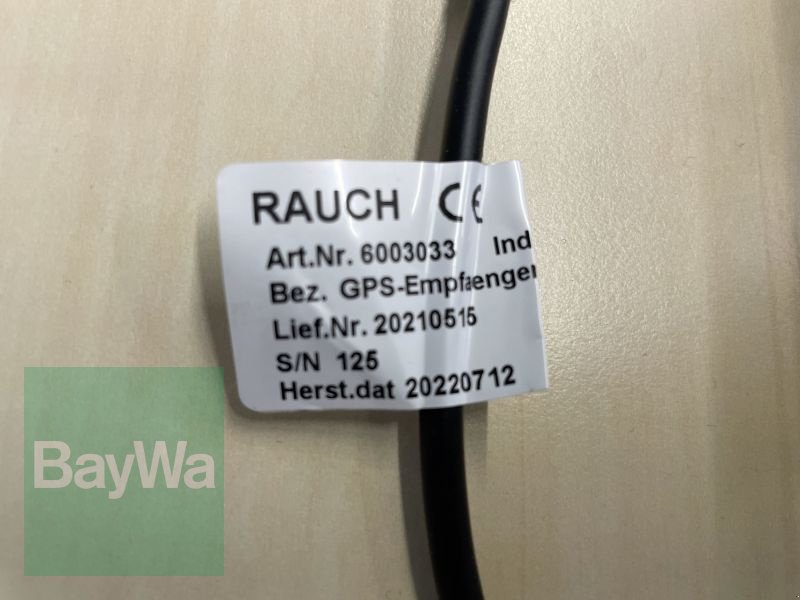 RAUCH CE
Art.Nr. 6003033 Ind
Bez. GPS-Empfaenger
Lief.Nr. 20210515
S/N 125
Herst.dat 20220712
BayWa